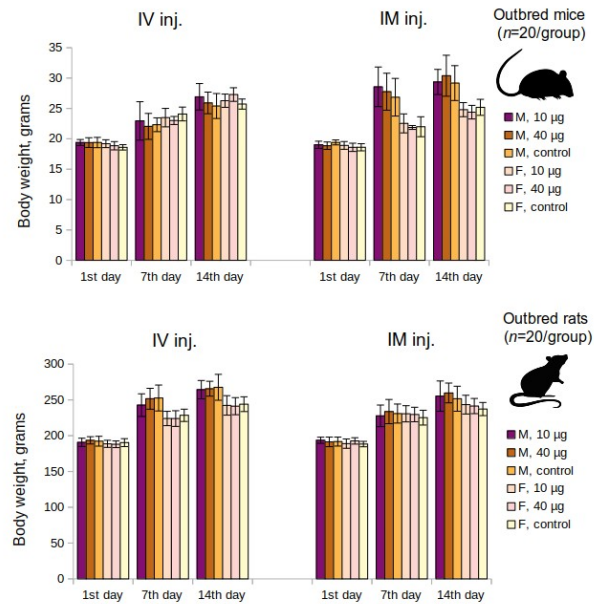 IV inj.
IM inj.
Outbred mice
(n=20/group)
Body weight, grams
35
30
25
20
15
10
5
0
1st day
7th day
14th day
1st day
7th day
14th day
M, 10 µg
M, 40 µg
M, control
F, 10 µg
F, 40 µg
F, control
IV inj.
IM inj.
Outbred rats
(n=20/group)
Body weight, grams
300
250
200
150
100
50
0
1st day
7th day
14th day
1st day
7th day
14th day
M, 10 µg
M, 40 µg
M, control
F, 10 µg
F, 40 µg
F, control